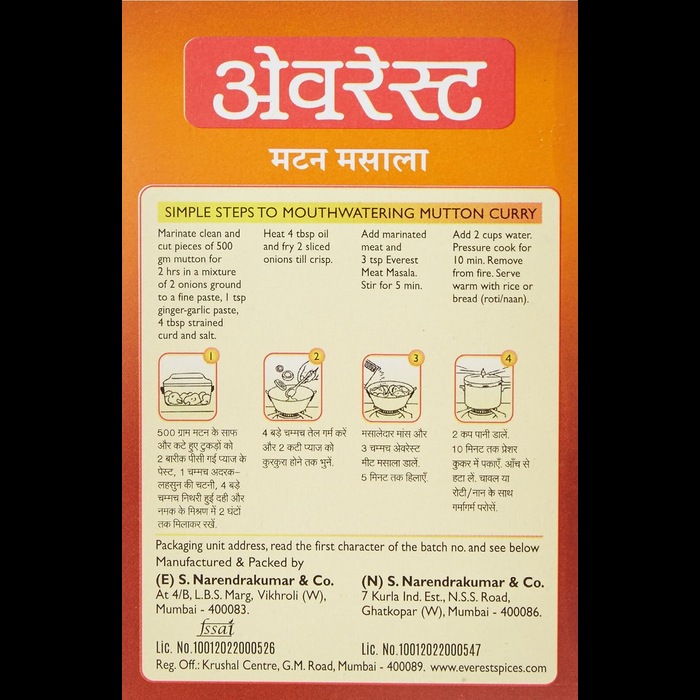 अेवरेस्ट
मटन मसाला
SIMPLE STEPS TO MOUTHWATERING MUTTON CURRY
Marinate clean and
cut pieces of 500
gm mutton for
2 hrs in a mixture
of 2 onions ground
to a fine paste, 1 tsp
ginger-garlic paste,
4 tbsp strained
curd and salt.
Heat 4 tbsp oil
and fry 2 sliced
onions till crisp.
Add marinated
meat and
3 tsp Everest
Meat Masala.
Stir for 5 min.
Add 2 cups water.
Pressure cook for
10 min. Remove
from fire. Serve
warm with rice or
bread (roti/naan).
1
2
3
4
500 ग्राम मटन के साफ
और कटे हुए टुकड़ों को
2 बारीक पीसी गई प्याज के
पेस्ट, 1 चम्मच अदरक–
लहसुन की चटनी, 4 बड़े
चम्मच निथरी हुई दही और
नमक के मिश्रण में 2 घंटों
तक मिलाकर रखें.
4 बड़े चम्मच तेल गर्म करें
और 2 कटी प्याज को
कुरकुरा होने तक भुनें.
मसालेदार मांस और
3 चम्मच अेवरेस्ट
मीट मसाला डालें.
5 मिनट तक हिलाएँ.
2 कप पानी डालें.
10 मिनट तक प्रेशर
कुकर में पकाएँ. आँच से
हटा लें. चावल या
रोटी/नान के साथ
गर्मागर्म परोसें.
Packaging unit address, read the first character of the batch no. and see below
Manufactured & Packed by
(E) S. Narendrakumar & Co.
At 4/B, L.B.S. Marg, Vikhroli (W),
Mumbai - 400083.
(N) S. Narendrakumar & Co.
7 Kurla Ind. Est., N.S.S. Road,
Ghatkopar (W), Mumbai - 400086.
fssai
Lic. No.10012022000526
Lic. No.10012022000547
Reg. Off.: Krushal Centre, G.M. Road, Mumbai - 400089. www.everestspices.com